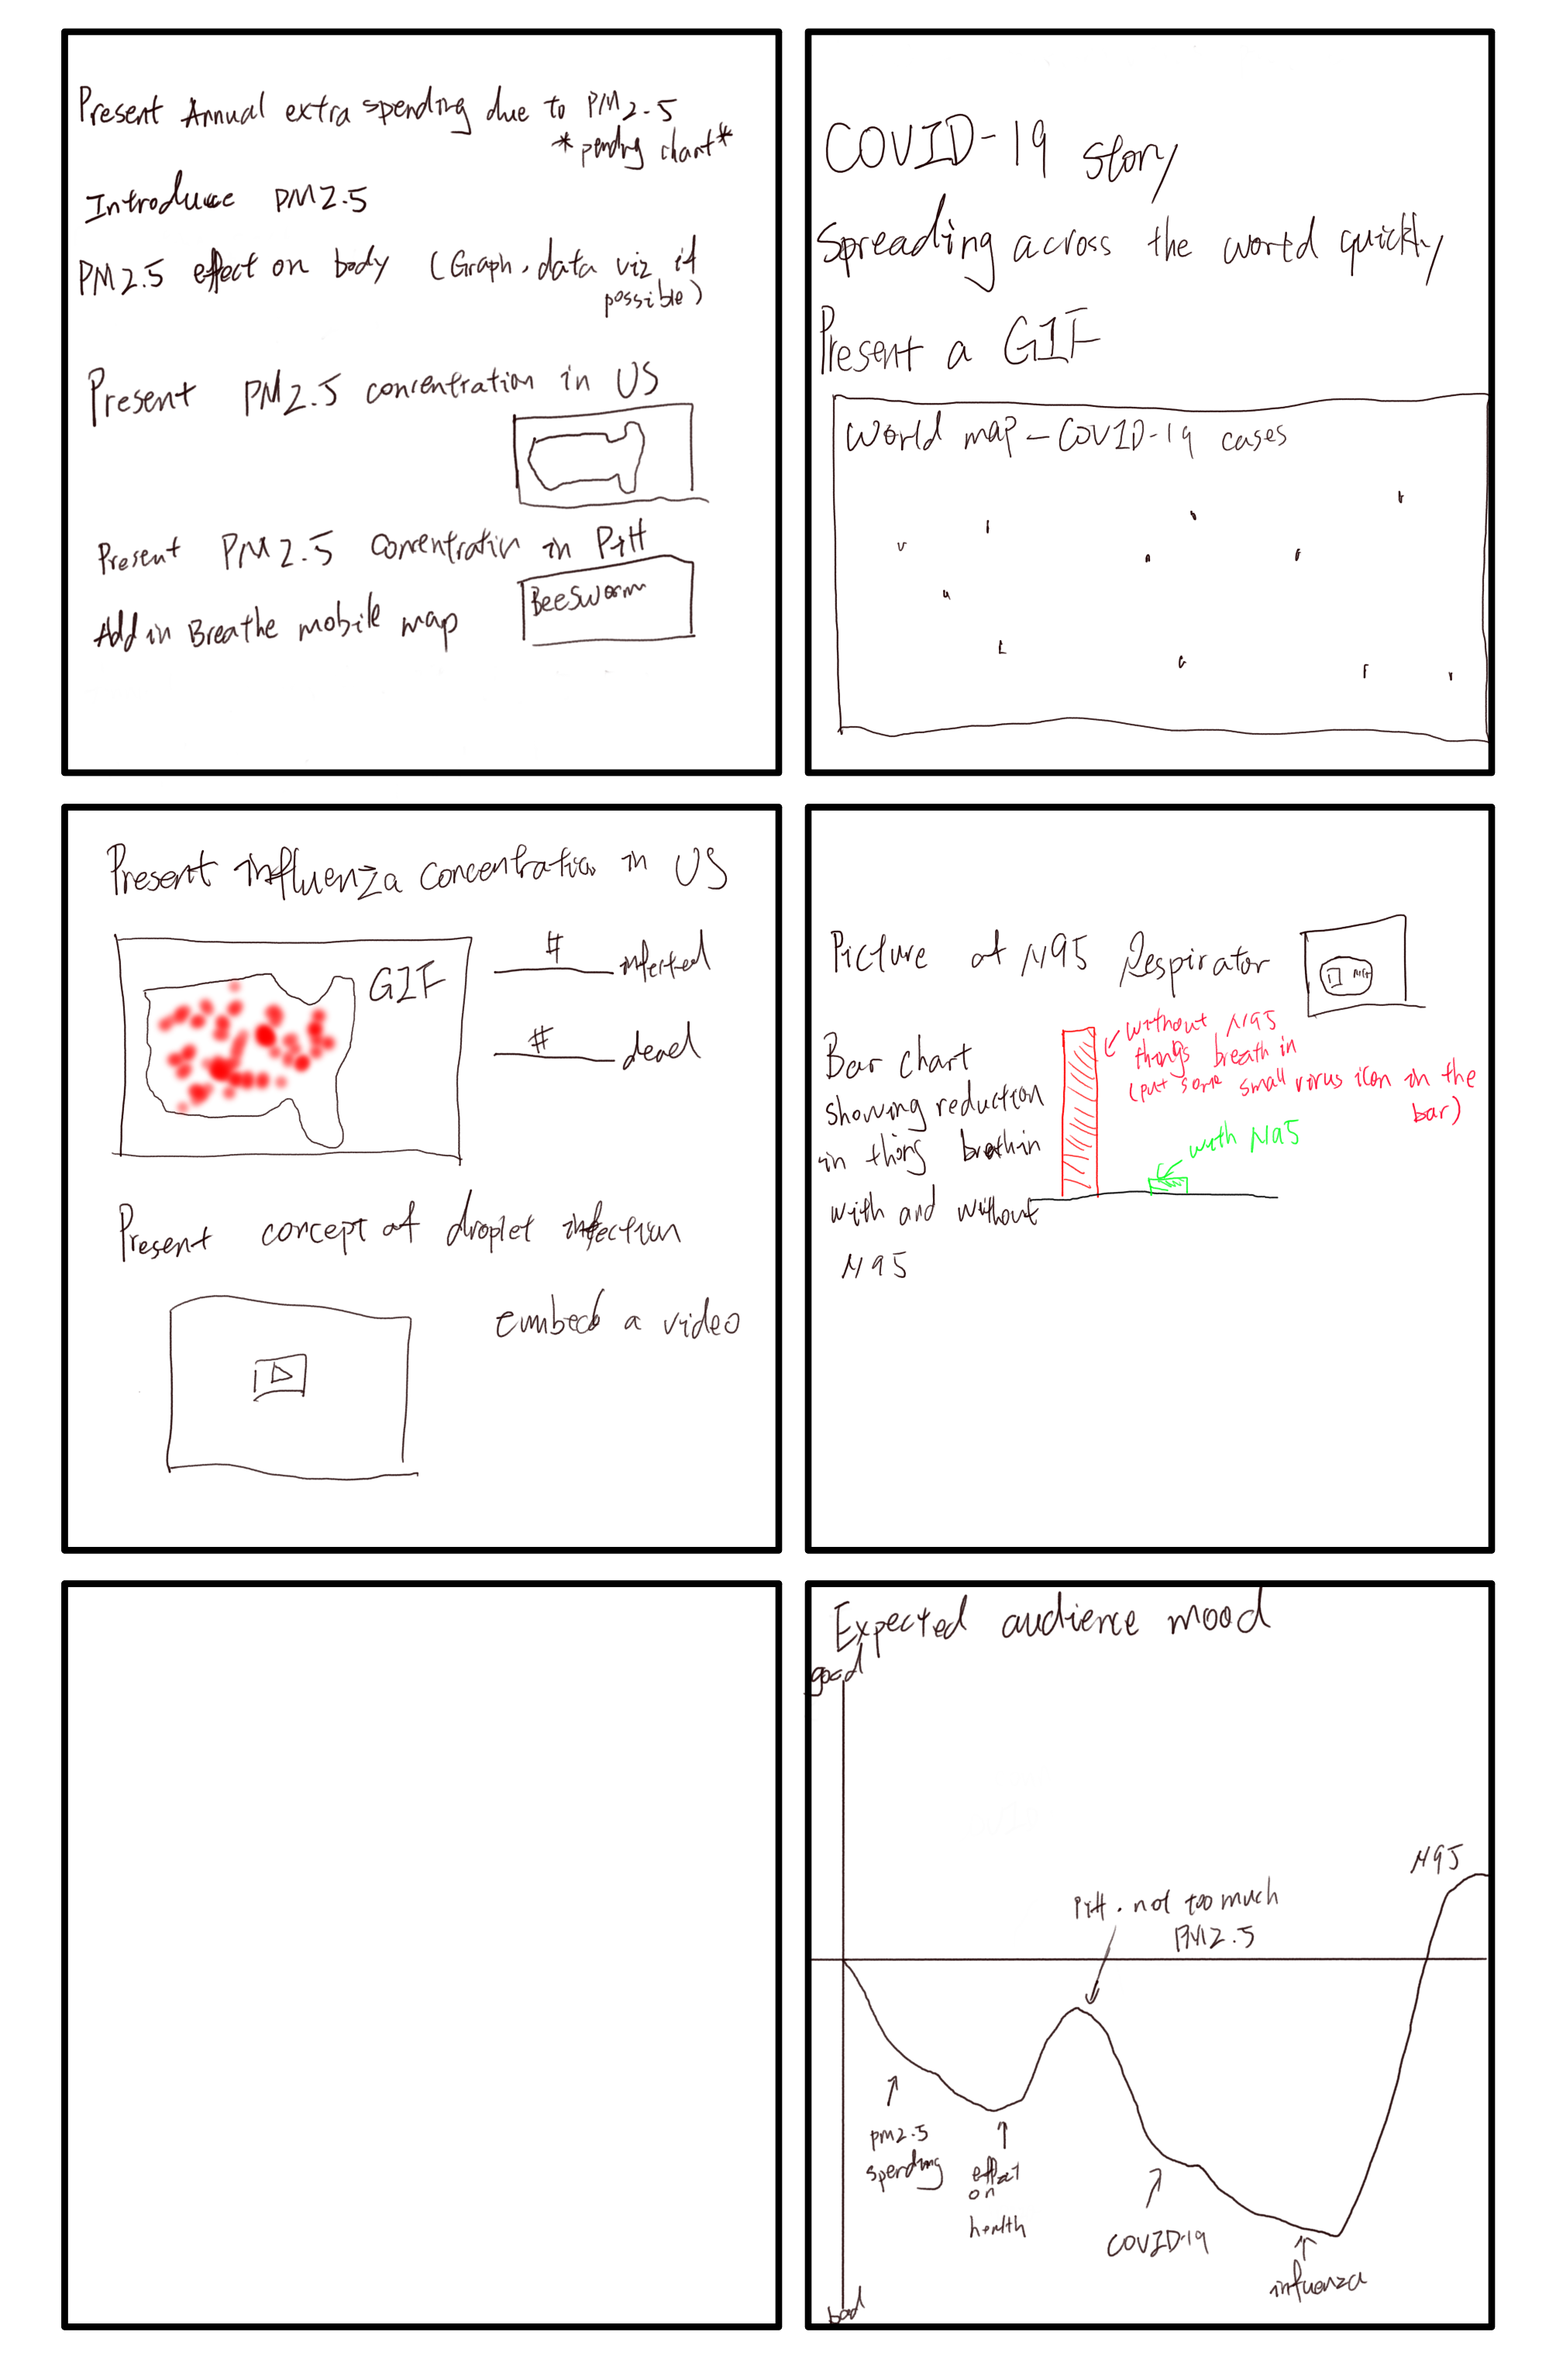 Present Annual extra spending due to PM2.5
*pending chart*
Introduce PM2.5
PM2.5 effect on body (Graph, data viz if
possible)
Present PM2.5 concentration in US
Present PM2.5 concentration in Pitt
BeeSworm
Add in Breathe mobile map
COVID-19 story
Spreading across the world quickly
Present a GIF
World map - COVID-19 cases
Present influenza concentration in US
GIF
# infected
# dead
Present concept of droplet infection
embed a video
Picture of N95 Respirator
Bar chart
showing reduction
in thing breathin
with and without
N95
without N95
things breath in
(put some small virus icon in the
bar)
with N95
Expected audience mood
good
N95
Pitt. not too much
PM2.5
pm2.5
spending
effect
on
health
COVID-19
influenza
bad